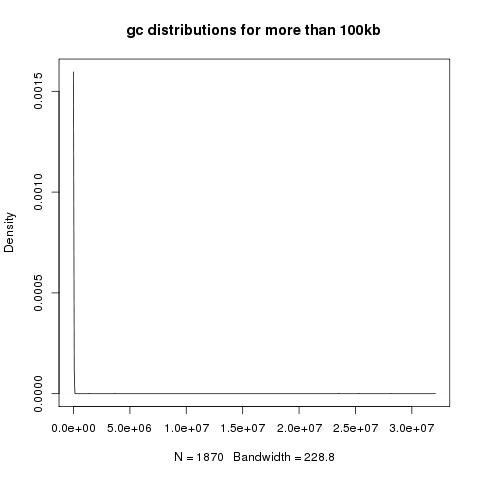 gc distributions for more than 100kb
Density
0.0015
0.0010
0.0005
0.0000
0.0e+00 5.0e+06 1.0e+07 1.5e+07 2.0e+07 2.5e+07 3.0e+07
N = 1870 Bandwidth = 228.8